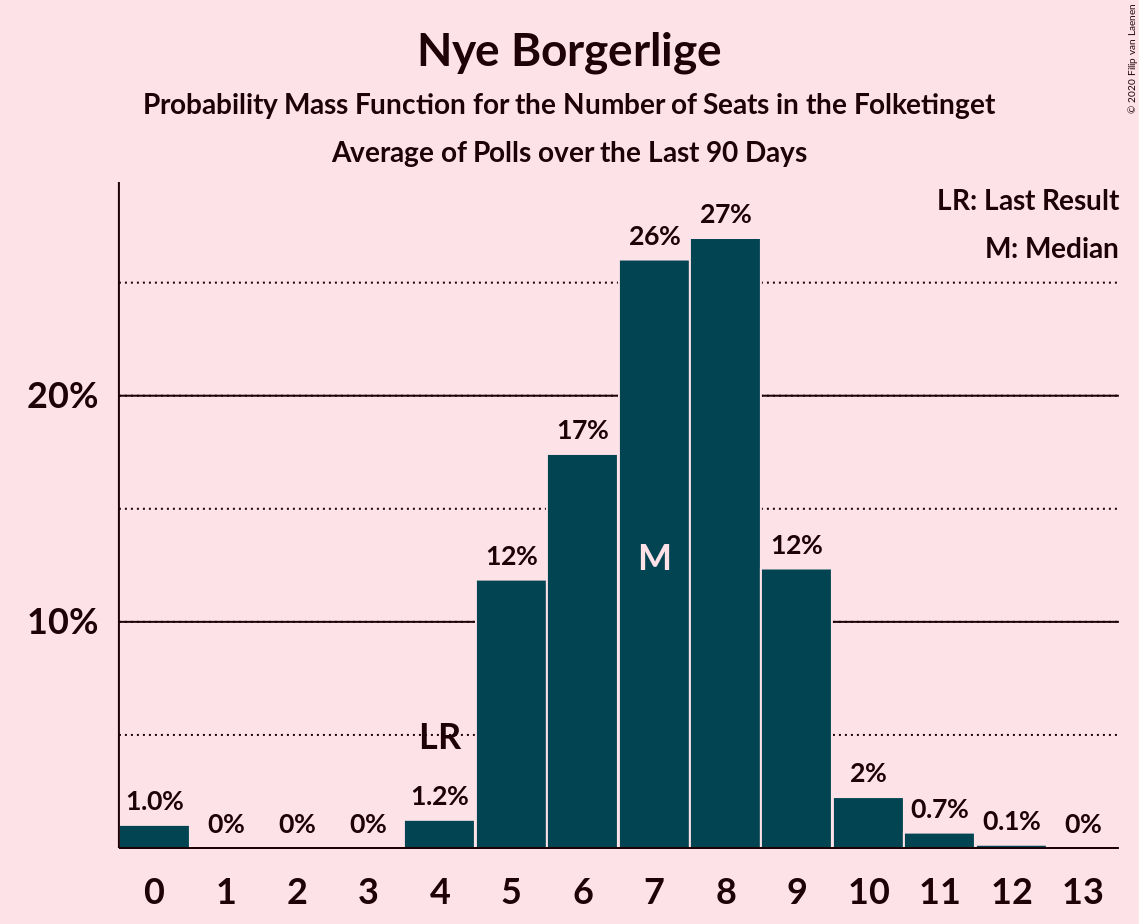 Nye Borgerlige
Probability Mass Function for the Number of Seats in the Folketinget
Average of Polls over the Last 90 Days
© 2020 Filip van Laenen
LR: Last Result
M: Median
20%
10%
1.0%
0%
0%
0%
1.2%
12%
17%
26%
27%
12%
2%
0.7%
0.1%
0%
LR
M
0 1 2 3 4 5 6 7 8 9 10 11 12 13